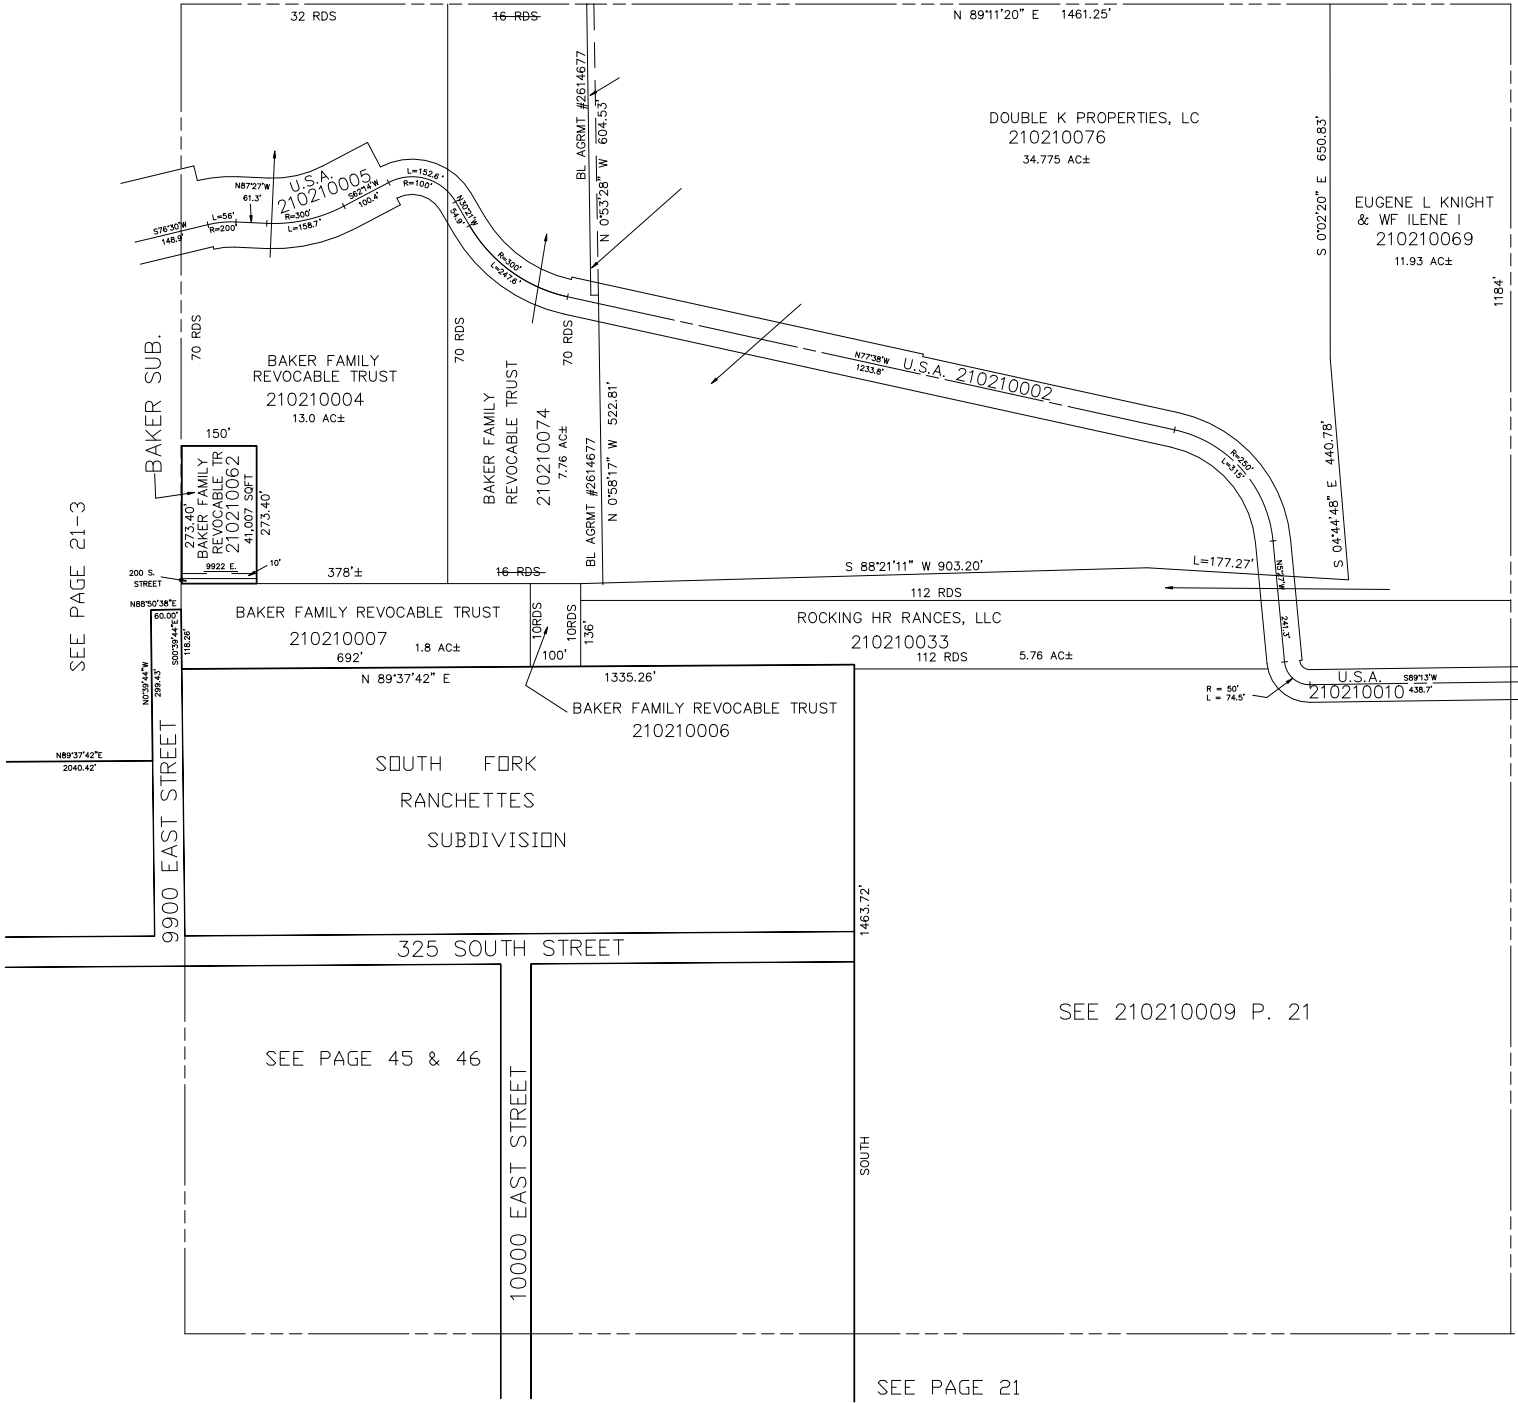 32 RDS
16 RDS
N 89°11'20" E 1461.25'
BL AGRMT #2614677
N 0°53'28" W 604.53'
DOUBLE K PROPERTIES, LC
210210076
34.775 AC±
S 0°02'20" E 650.83'
EUGENE L KNIGHT
& WF ILENE I
210210069
11.93 AC±
1184'
U.S.A.
210210005
N87°27'W
61.3'
S76°30'W
148.9'
L=56'
R=200'
R=300'
L=158.7'
S62°14'W
100.4'
L=152.6'
R=100'
N30°21'W
54.9'
R=300'
L=247.6'
70 RDS
70 RDS
70 RDS
BAKER SUB.
BAKER FAMILY
REVOCABLE TRUST
210210004
13.0 AC±
BAKER FAMILY
REVOCABLE TRUST
210210074
7.76 AC±
BL AGRMT #2614677
N 0°58'17" W 522.81'
N77°38'W
1233.8'
U.S.A. 210210002
R=250'
L=315'
S 04°44'48" E 440.78'
150'
273.40'
BAKER FAMILY
REVOCABLE TR
210210062
41,007 SQFT
273.40'
9922 E.
10'
200 S.
STREET
SEE PAGE 21-3
378'±
16 RDS
S 88°21'11" W 903.20'
L=177.27'
N5°27'W
241.3'
112 RDS
N88°50'38"E
60.00'
S00°39'44"E
118.26'
N0°39'44"W
299.43'
BAKER FAMILY REVOCABLE TRUST
210210007
1.8 AC±
692'
10RDS
10RDS
136'
100'
ROCKING HR RANCES, LLC
210210033
112 RDS
5.76 AC±
N 89°37'42" E
1335.26'
BAKER FAMILY REVOCABLE TRUST
210210006
R = 50'
L = 74.5'
U.S.A.
210210010
S89°13'W
438.7'
N89°37'42"E
2040.42'
9900 EAST STREET
SOUTH FORK
RANCHETTES
SUBDIVISION
1463.72'
325 SOUTH STREET
SEE 210210009 P. 21
SEE PAGE 45 & 46
10000 EAST STREET
SOUTH
SEE PAGE 21